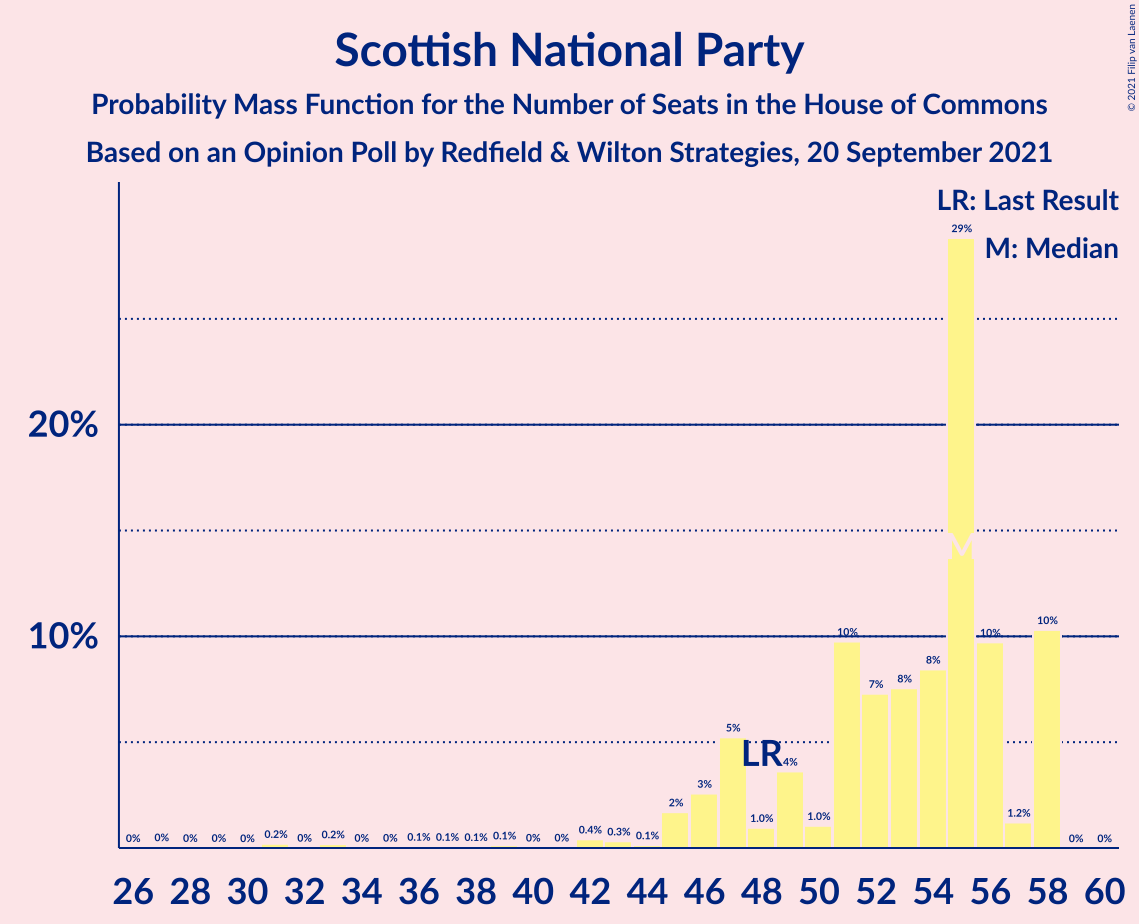 Scottish National Party
Probability Mass Function for the Number of Seats in the House of Commons
Based on an Opinion Poll by Redfield & Wilton Strategies, 20 September 2021
© 2021 Filip van Laenen
LR: Last Result
M: Median
29%
20%
10%
0% 0% 0% 0% 0% 0.2% 0% 0.2% 0% 0% 0.1% 0.1% 0.1% 0.1% 0% 0% 0.4% 0.3% 0.1% 2% 3% 5% 1.0% 4% 1.0% 10% 7% 8% 8% 10% 1.2% 10% 0% 0%
LR
26 28 30 32 34 36 38 40 42 44 46 48 50 52 54 56 58 60